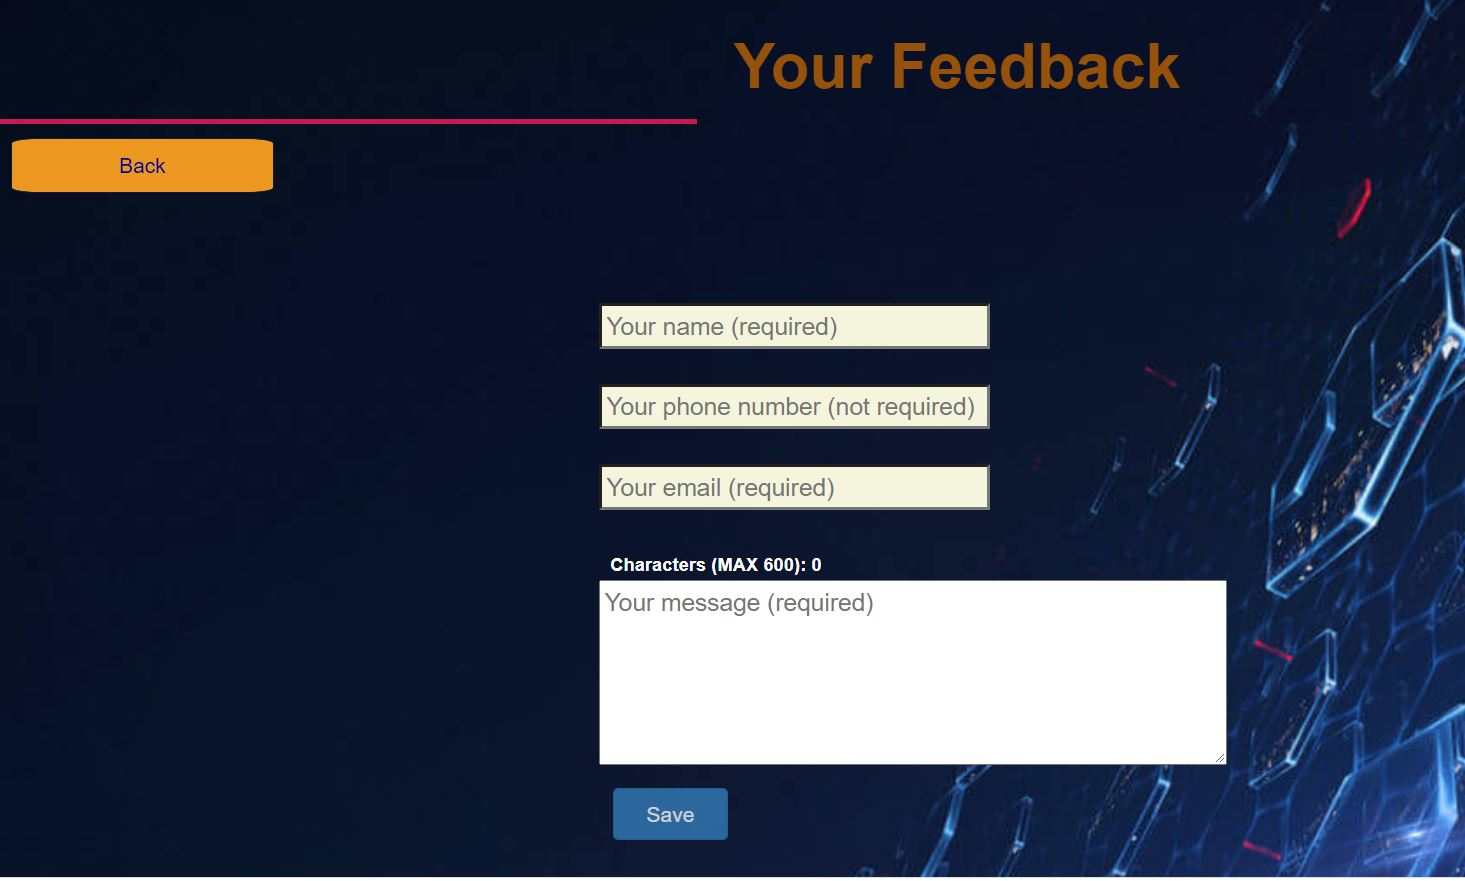 Your Feedback
Back
Your name (required)
Your phone number (not required)
Your email (required)
Characters (MAX 600): 0
Your message (required)
Save